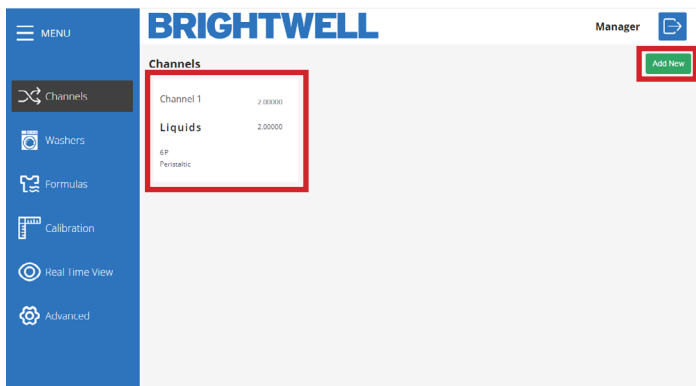 MENU
BRIGHTWELL
Manager
Channels
Add New
Channels
Channel 1
2.00000
Liquids
2.00000
6P
Peristaltic
Washers
Formulas
Calibration
Real Time View
Advanced